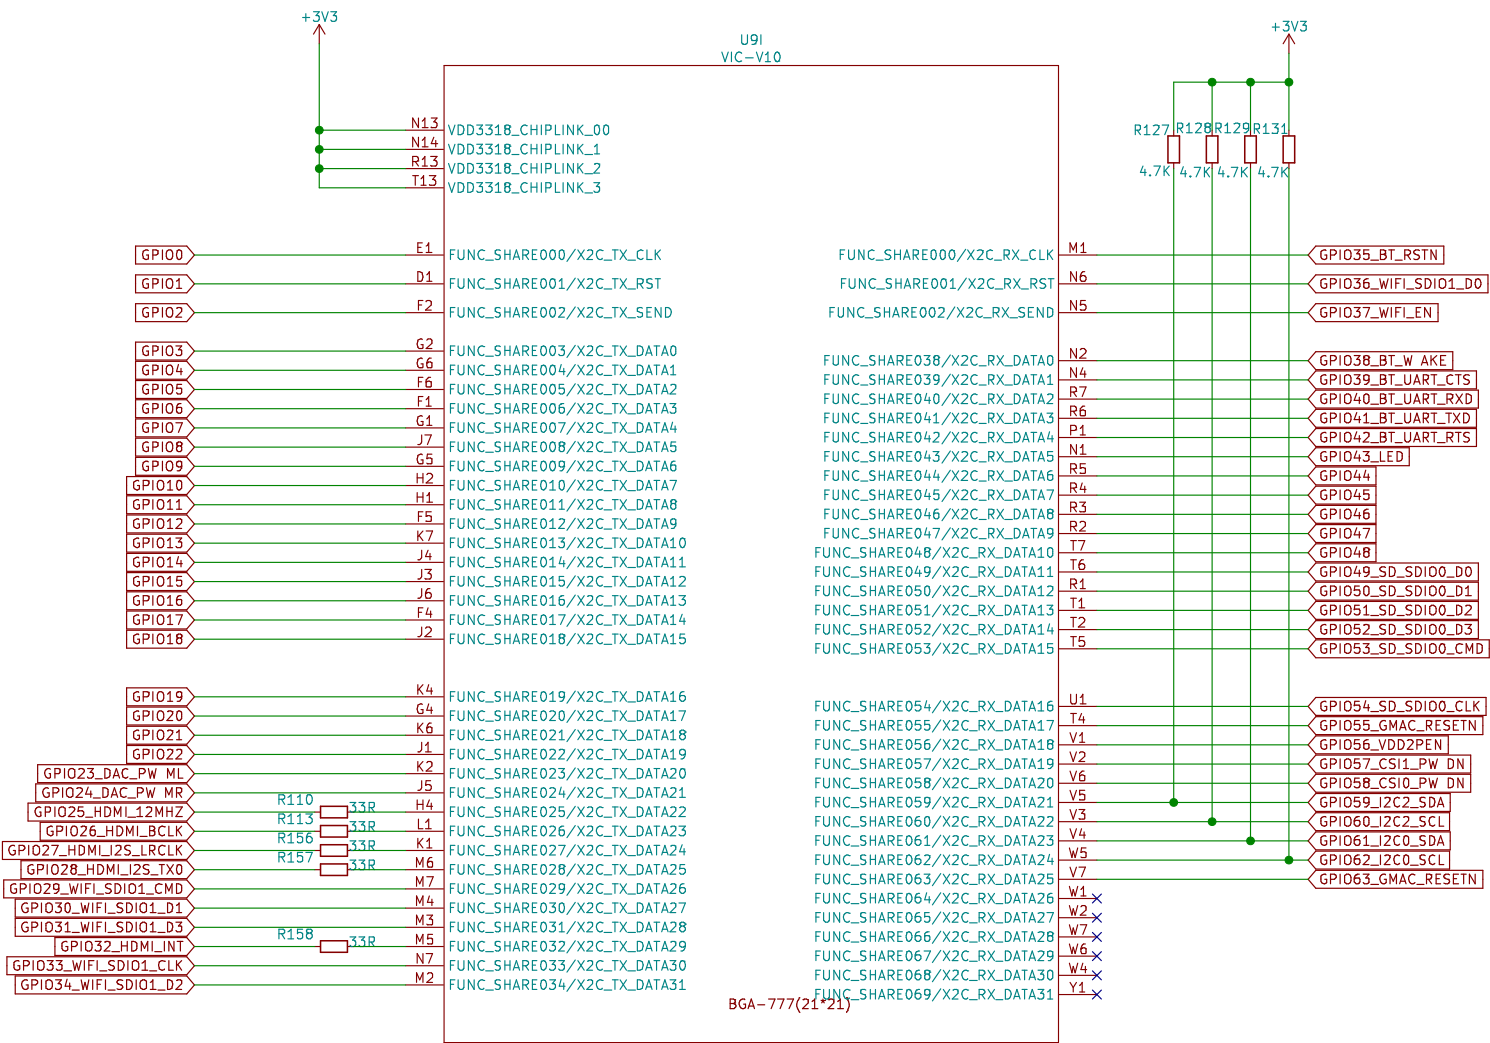 +3V3
+3V3
U9I
VIC-V10
N13 VDD3318_CHIPLINK_00
N14 VDD3318_CHIPLINK_1
R13 VDD3318_CHIPLINK_2
T13 VDD3318_CHIPLINK_3
R127 R128 R129 R131
4.7K 4.7K 4.7K 4.7K
GPIO0 E1 FUNC_SHARE000/X2C_TX_CLK
GPIO1 D1 FUNC_SHARE001/X2C_TX_RST
GPIO2 F2 FUNC_SHARE002/X2C_TX_SEND
GPIO3 G2 FUNC_SHARE003/X2C_TX_DATA0
GPIO4 G6 FUNC_SHARE004/X2C_TX_DATA1
GPIO5 F6 FUNC_SHARE005/X2C_TX_DATA2
GPIO6 F1 FUNC_SHARE006/X2C_TX_DATA3
GPIO7 G1 FUNC_SHARE007/X2C_TX_DATA4
GPIO8 J7 FUNC_SHARE008/X2C_TX_DATA5
GPIO9 G5 FUNC_SHARE009/X2C_TX_DATA6
GPIO10 H2 FUNC_SHARE010/X2C_TX_DATA7
GPIO11 H1 FUNC_SHARE011/X2C_TX_DATA8
GPIO12 F5 FUNC_SHARE012/X2C_TX_DATA9
GPIO13 K7 FUNC_SHARE013/X2C_TX_DATA10
GPIO14 J4 FUNC_SHARE014/X2C_TX_DATA11
GPIO15 J3 FUNC_SHARE015/X2C_TX_DATA12
GPIO16 J6 FUNC_SHARE016/X2C_TX_DATA13
GPIO17 F4 FUNC_SHARE017/X2C_TX_DATA14
GPIO18 J2 FUNC_SHARE018/X2C_TX_DATA15
GPIO19 K4 FUNC_SHARE019/X2C_TX_DATA16
GPIO20 G4 FUNC_SHARE020/X2C_TX_DATA17
GPIO21 K6 FUNC_SHARE021/X2C_TX_DATA18
GPIO22 J1 FUNC_SHARE022/X2C_TX_DATA19
GPIO23_DAC_PW ML K2 FUNC_SHARE023/X2C_TX_DATA20
GPIO24_DAC_PW MR J5 FUNC_SHARE024/X2C_TX_DATA21
GPIO25_HDMI_12MHZ R110 33R H4 FUNC_SHARE025/X2C_TX_DATA22
GPIO26_HDMI_BCLK R113 33R L1 FUNC_SHARE026/X2C_TX_DATA23
GPIO27_HDMI_I2S_LRCLK R156 33R K1 FUNC_SHARE027/X2C_TX_DATA24
GPIO28_HDMI_I2S_TX0 R157 33R M6 FUNC_SHARE028/X2C_TX_DATA25
GPIO29_WIFI_SDIO1_CMD M7 FUNC_SHARE029/X2C_TX_DATA26
GPIO30_WIFI_SDIO1_D1 M4 FUNC_SHARE030/X2C_TX_DATA27
GPIO31_WIFI_SDIO1_D3 M3 FUNC_SHARE031/X2C_TX_DATA28
GPIO32_HDMI_INT R158 33R M5 FUNC_SHARE032/X2C_TX_DATA29
GPIO33_WIFI_SDIO1_CLK N7 FUNC_SHARE033/X2C_TX_DATA30
GPIO34_WIFI_SDIO1_D2 M2 FUNC_SHARE034/X2C_TX_DATA31
FUNC_SHARE000/X2C_RX_CLK M1 GPIO35_BT_RSTN
FUNC_SHARE001/X2C_RX_RST N6 GPIO36_WIFI_SDIO1_D0
FUNC_SHARE002/X2C_RX_SEND N5 GPIO37_WIFI_EN
FUNC_SHARE038/X2C_RX_DATA0 N2 GPIO38_BT_W AKE
FUNC_SHARE039/X2C_RX_DATA1 N4 GPIO39_BT_UART_CTS
FUNC_SHARE040/X2C_RX_DATA2 R7 GPIO40_BT_UART_RXD
FUNC_SHARE041/X2C_RX_DATA3 R6 GPIO41_BT_UART_TXD
FUNC_SHARE042/X2C_RX_DATA4 P1 GPIO42_BT_UART_RTS
FUNC_SHARE043/X2C_RX_DATA5 N1 GPIO43_LED
FUNC_SHARE044/X2C_RX_DATA6 R5 GPIO44
FUNC_SHARE045/X2C_RX_DATA7 R4 GPIO45
FUNC_SHARE046/X2C_RX_DATA8 R3 GPIO46
FUNC_SHARE047/X2C_RX_DATA9 R2 GPIO47
FUNC_SHARE048/X2C_RX_DATA10 T7 GPIO48
FUNC_SHARE049/X2C_RX_DATA11 T6 GPIO49_SD_SDIO0_D0
FUNC_SHARE050/X2C_RX_DATA12 R1 GPIO50_SD_SDIO0_D1
FUNC_SHARE051/X2C_RX_DATA13 T1 GPIO51_SD_SDIO0_D2
FUNC_SHARE052/X2C_RX_DATA14 T2 GPIO52_SD_SDIO0_D3
FUNC_SHARE053/X2C_RX_DATA15 T5 GPIO53_SD_SDIO0_CMD
FUNC_SHARE054/X2C_RX_DATA16 U1 GPIO54_SD_SDIO0_CLK
FUNC_SHARE055/X2C_RX_DATA17 T4 GPIO55_GMAC_RESETN
FUNC_SHARE056/X2C_RX_DATA18 V1 GPIO56_VDD2PEN
FUNC_SHARE057/X2C_RX_DATA19 V2 GPIO57_CSI1_PW DN
FUNC_SHARE058/X2C_RX_DATA20 V6 GPIO58_CSI0_PW DN
FUNC_SHARE059/X2C_RX_DATA21 V5 GPIO59_I2C2_SDA
FUNC_SHARE060/X2C_RX_DATA22 V3 GPIO60_I2C2_SCL
FUNC_SHARE061/X2C_RX_DATA23 V4 GPIO61_I2C0_SDA
FUNC_SHARE062/X2C_RX_DATA24 W5 GPIO62_I2C0_SCL
FUNC_SHARE063/X2C_RX_DATA25 V7 GPIO63_GMAC_RESETN
FUNC_SHARE064/X2C_RX_DATA26 W1
FUNC_SHARE065/X2C_RX_DATA27 W2
FUNC_SHARE066/X2C_RX_DATA28 W7
FUNC_SHARE067/X2C_RX_DATA29 W6
FUNC_SHARE068/X2C_RX_DATA30 W4
FUNC_SHARE069/X2C_RX_DATA31 Y1
BGA-777(21*21)